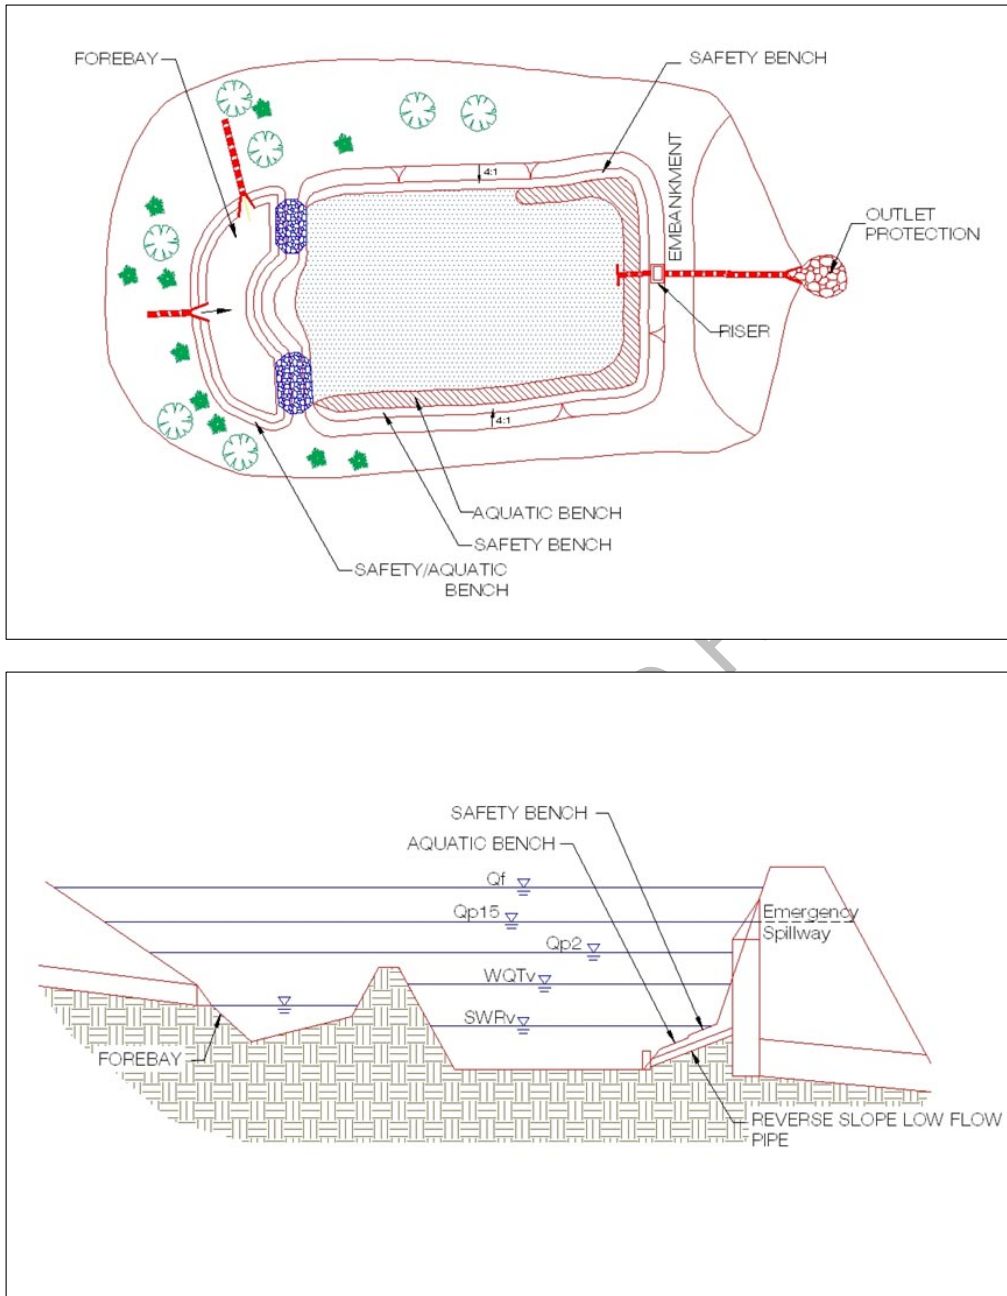 FOREBAY
SAFETY BENCH
4:1
EMBANKMENT
OUTLET
PROTECTION
RISER
4:1
AQUATIC BENCH
SAFETY BENCH
SAFETY/AQUATIC
BENCH
SAFETY BENCH
AQUATIC BENCH
Qf
Qp15
Emergency
Spillway
Qp2
WQTv
SWRv
FOREBAY
REVERSE SLOPE LOW FLOW
PIPE